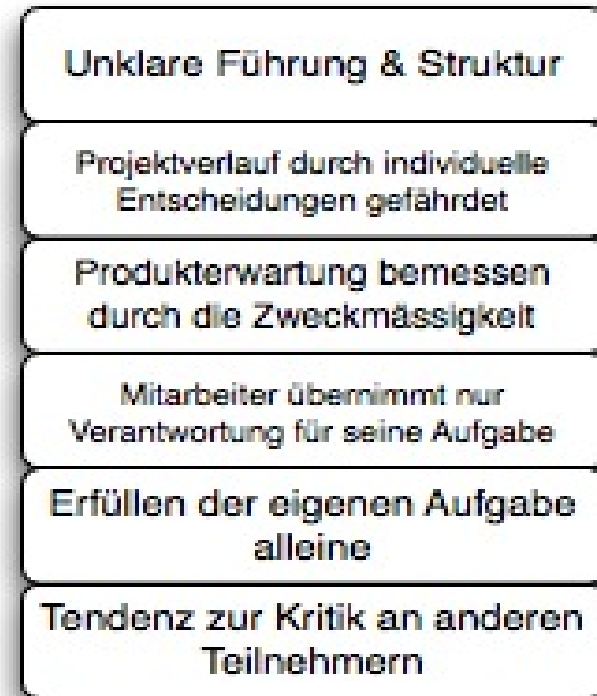 Unklare Führung & Struktur
Projektverlauf durch individuelle
Entscheidungen gefährdet
Produkterwartung bemessen
durch die Zweckmässigkeit
Mitarbeiter übernimmt nur
Verantwortung für seine Aufgabe
Erfüllen der eigenen Aufgabe
alleine
Tendenz zur Kritik an anderen
Teilnehmern